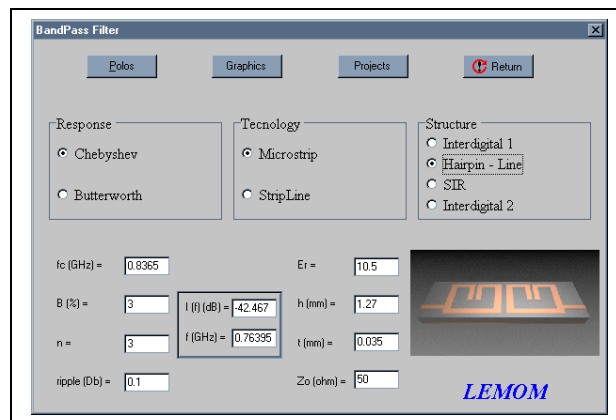 BandPass Filter
Polos Graphics Projects Return
Response Tecnology Structure
Chebyshev Microstrip Interdigital 1
Hairpin - Line
Butterworth StripLine SIR
Interdigital 2
fc (GHz) = 0.8365 Er = 10.5
B (%) = 3 l (f) (dB) = -42.467 h (mm) = 1.27
n = 3 f (GHz) = 0.76395 t (mm) = 0.035
ripple (Db) = 0.1 Zo (ohm) = 50
LEMOM